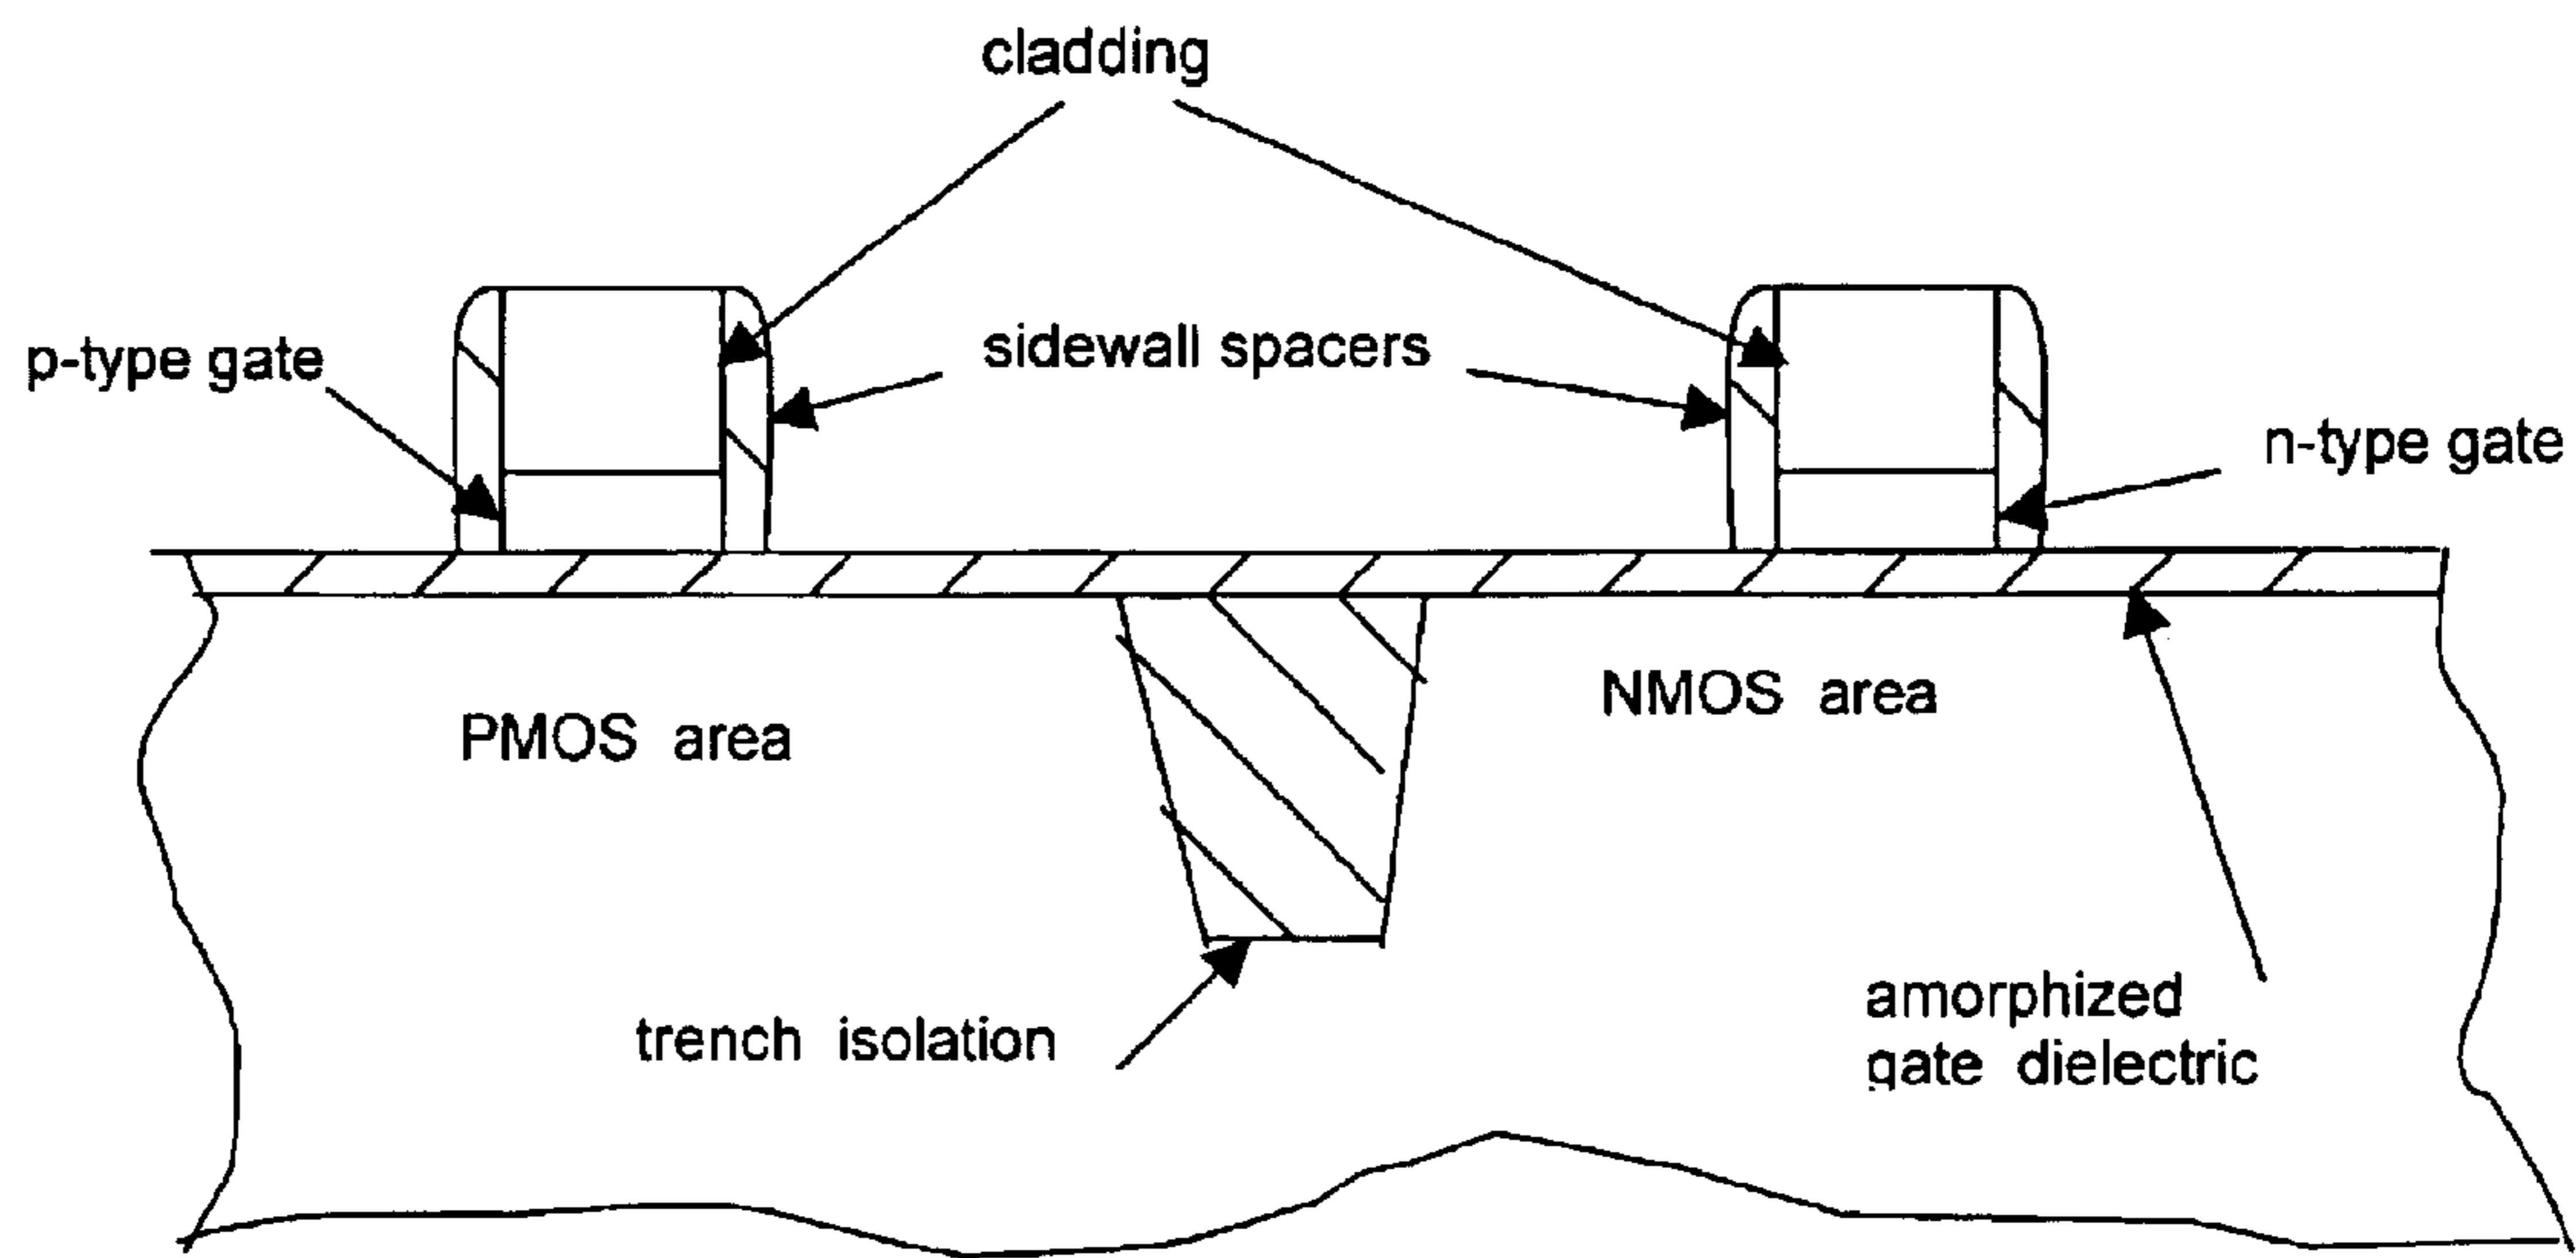 cladding
p-type gate
sidewall spacers
n-type gate
PMOS area
NMOS area
trench isolation
amorphized
gate dielectric